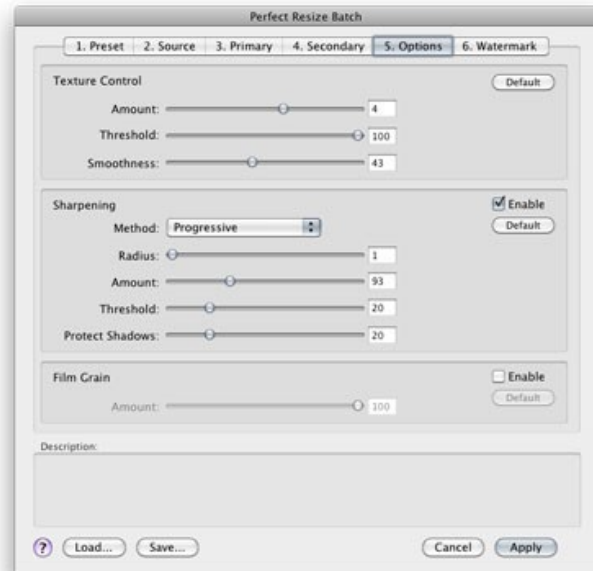 Perfect Resize Batch
1. Preset 2. Source 3. Primary 4. Secondary 5. Options 6. Watermark
Texture Control
Default
Amount: 4
Threshold: 100
Smoothness: 43
Sharpening
Enable
Method: Progressive
Default
Radius: 1
Amount: 93
Threshold: 20
Protect Shadows: 20
Film Grain
Enable
Default
Amount: 100
Description:
? Load... Save... Cancel Apply